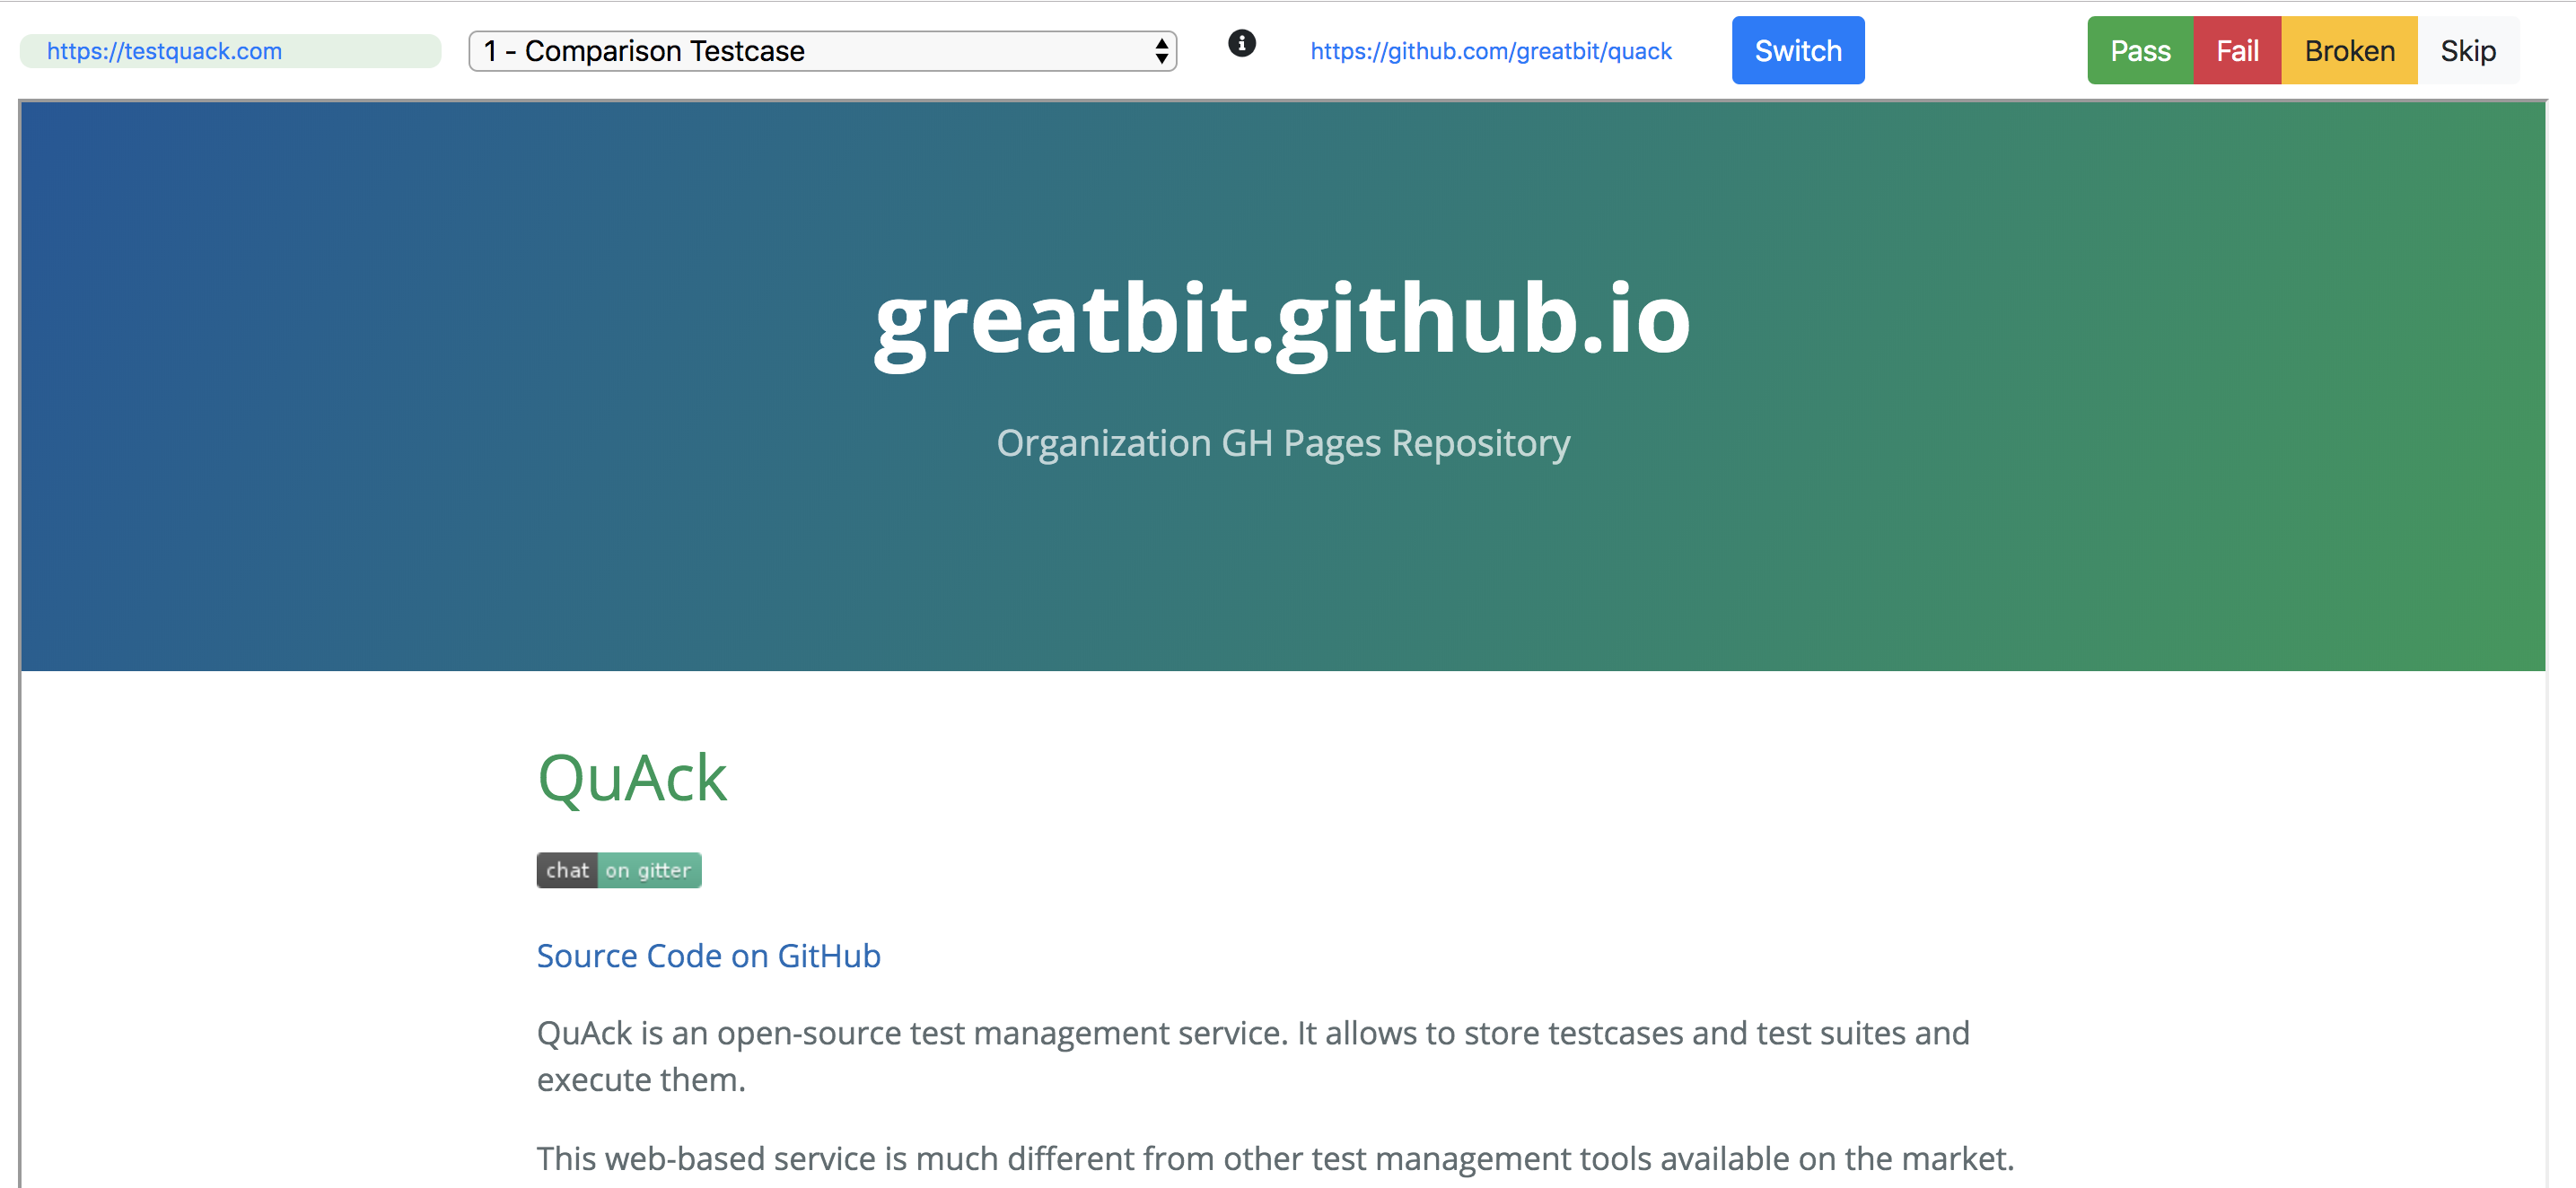 https://testquack.com
1 - Comparison Testcase
https://github.com/greatbit/quack
Switch
Pass
Fail
Broken
Skip
greatbit.github.io
Organization GH Pages Repository
QuAck
chat on gitter
Source Code on GitHub
QuAck is an open-source test management service. It allows to store testcases and test suites and
execute them.
This web-based service is much different from other test management tools available on the market.